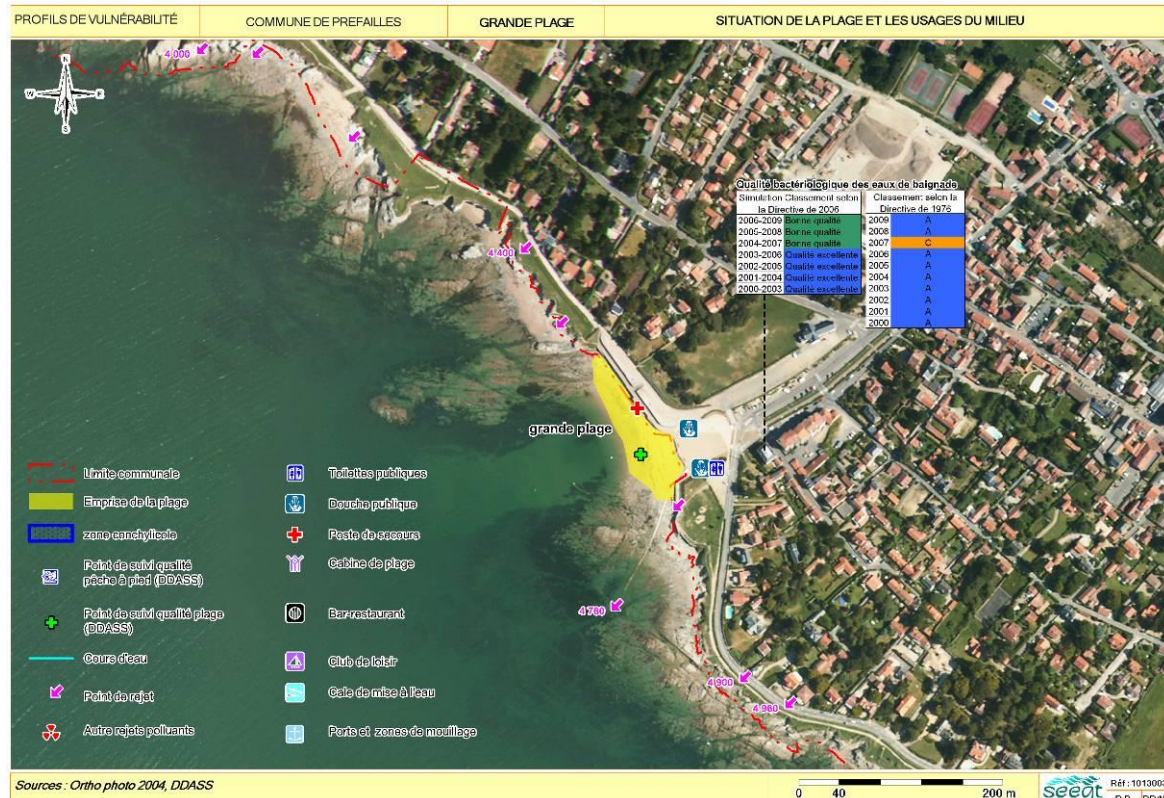 PROFILS DE VULNÉRABILITÉ
COMMUNE DE PREFAILLES
GRANDE PLAGE
SITUATION DE LA PLAGE ET LES USAGES DU MILIEU
4 000
N
W E
S
Qualité bactériologique des eaux de baignade
Simulation Classement selon la Directive de 2006
2006-2009 Bonne qualité
2005-2008 Bonne qualité
2004-2007 Bonne qualité
2003-2006 Qualité excellente
2002-2005 Qualité excellente
2001-2004 Qualité excellente
2000-2003 Qualité excellente
Classement selon la Directive de 1976
2009 A
2008 A
2007 C
2006 A
2005 A
2004 A
2003 A
2002 A
2001 A
2000 A
4 400
grande plage
4 760
4 900
4 960
Limite communale
Emprise de la plage
zone conchylicole
Point de suivi qualité
pêche à pied (DDASS)
Point de suivi qualité plage
(DDASS)
Cours d'eau
Point de rejet
Autre rejets polluants
Toilettes publiques
Douche publique
Poste de secours
Cabine de plage
Bar-restaurant
Club de loisir
Cale de mise à l'eau
Ports et zones de mouillage
Sources : Ortho photo 2004, DDASS
0 40 200 m
seeat
Réf : 1013003